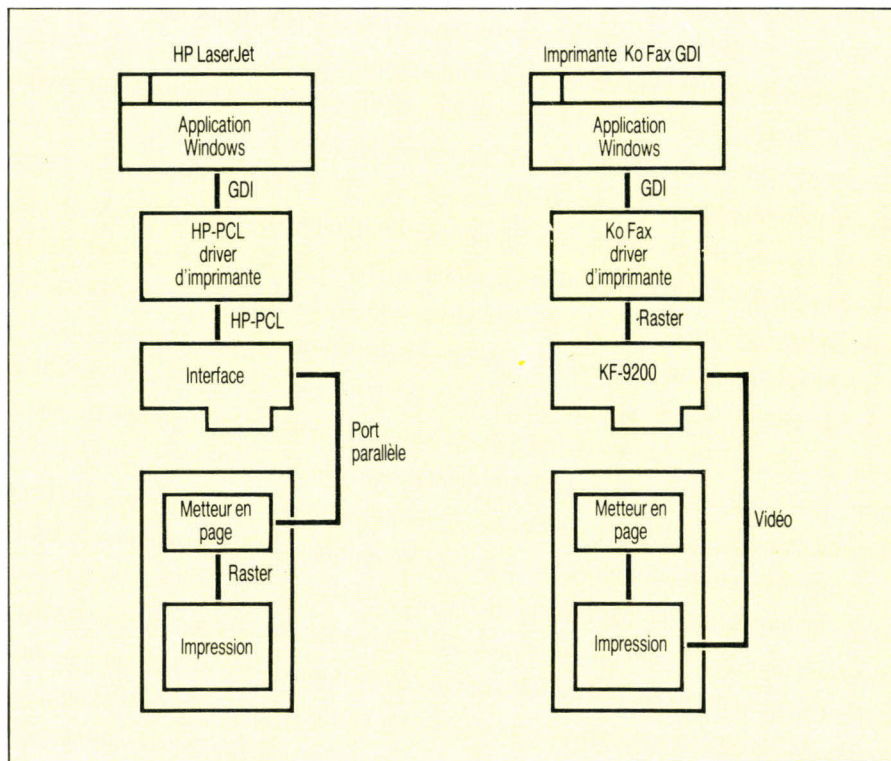 HP LaserJet
Application
Windows
GDI
HP-PCL
driver
d'imprimante
HP-PCL
Interface
Port
parallèle
Metteur en
page
Raster
Impression
Imprimante Ko Fax GDI
Application
Windows
GDI
Ko Fax
driver
d'imprimante
Raster
KF-9200
Vidéo
Metteur en
page
Impression